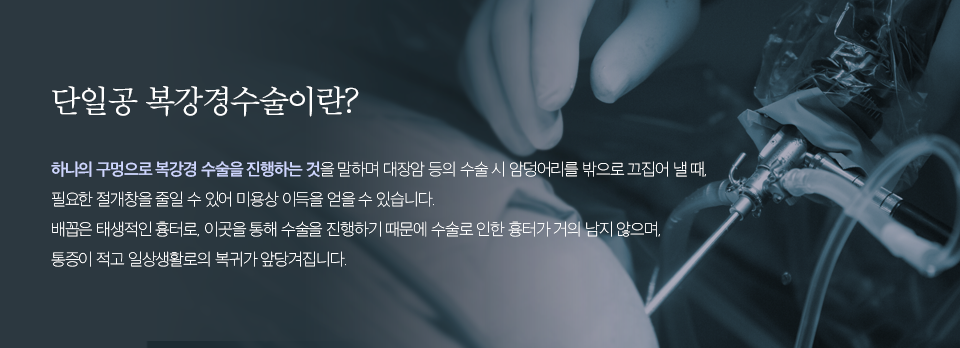 단일공 복강경수술이란?
하나의 구멍으로 복강경 수술을 진행하는 것을 말하며 대장암 등의 수술 시 암덩어리를 밖으로 끄집어 낼 때,
필요한 절개창을 줄일 수 있어 미용상 이득을 얻을 수 있습니다.
배꼽은 태생적인 흉터로, 이곳을 통해 수술을 진행하기 때문에 수술로 인한 흉터가 거의 남지 않으며,
통증이 적고 일상생활로의 복귀가 앞당겨집니다.